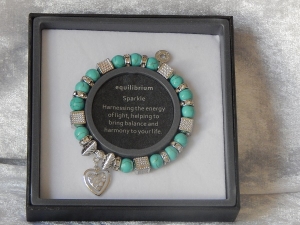 equilibrium
Sparkle
Harnessing the energy
of light, helping to
bring balance and
harmony to your life